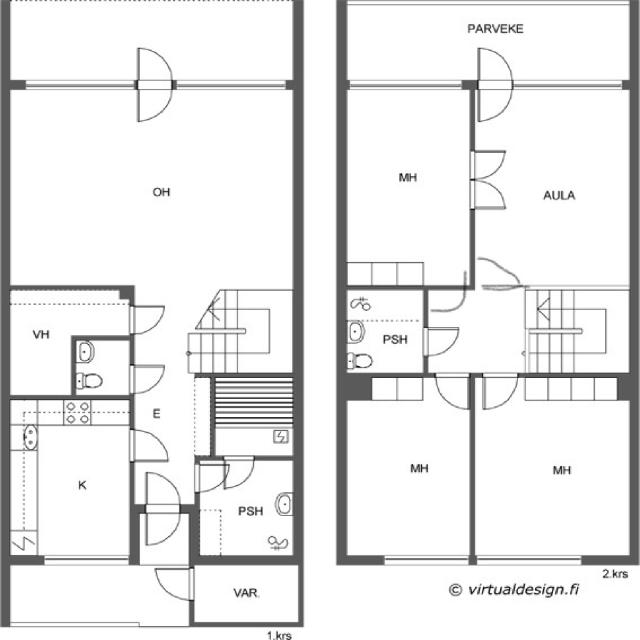 OH
VH
E
K
PSH
VAR.
1.krs
PARVEKE
MH
AULA
PSH
MH
MH
2.krs
© virtualdesign.fi